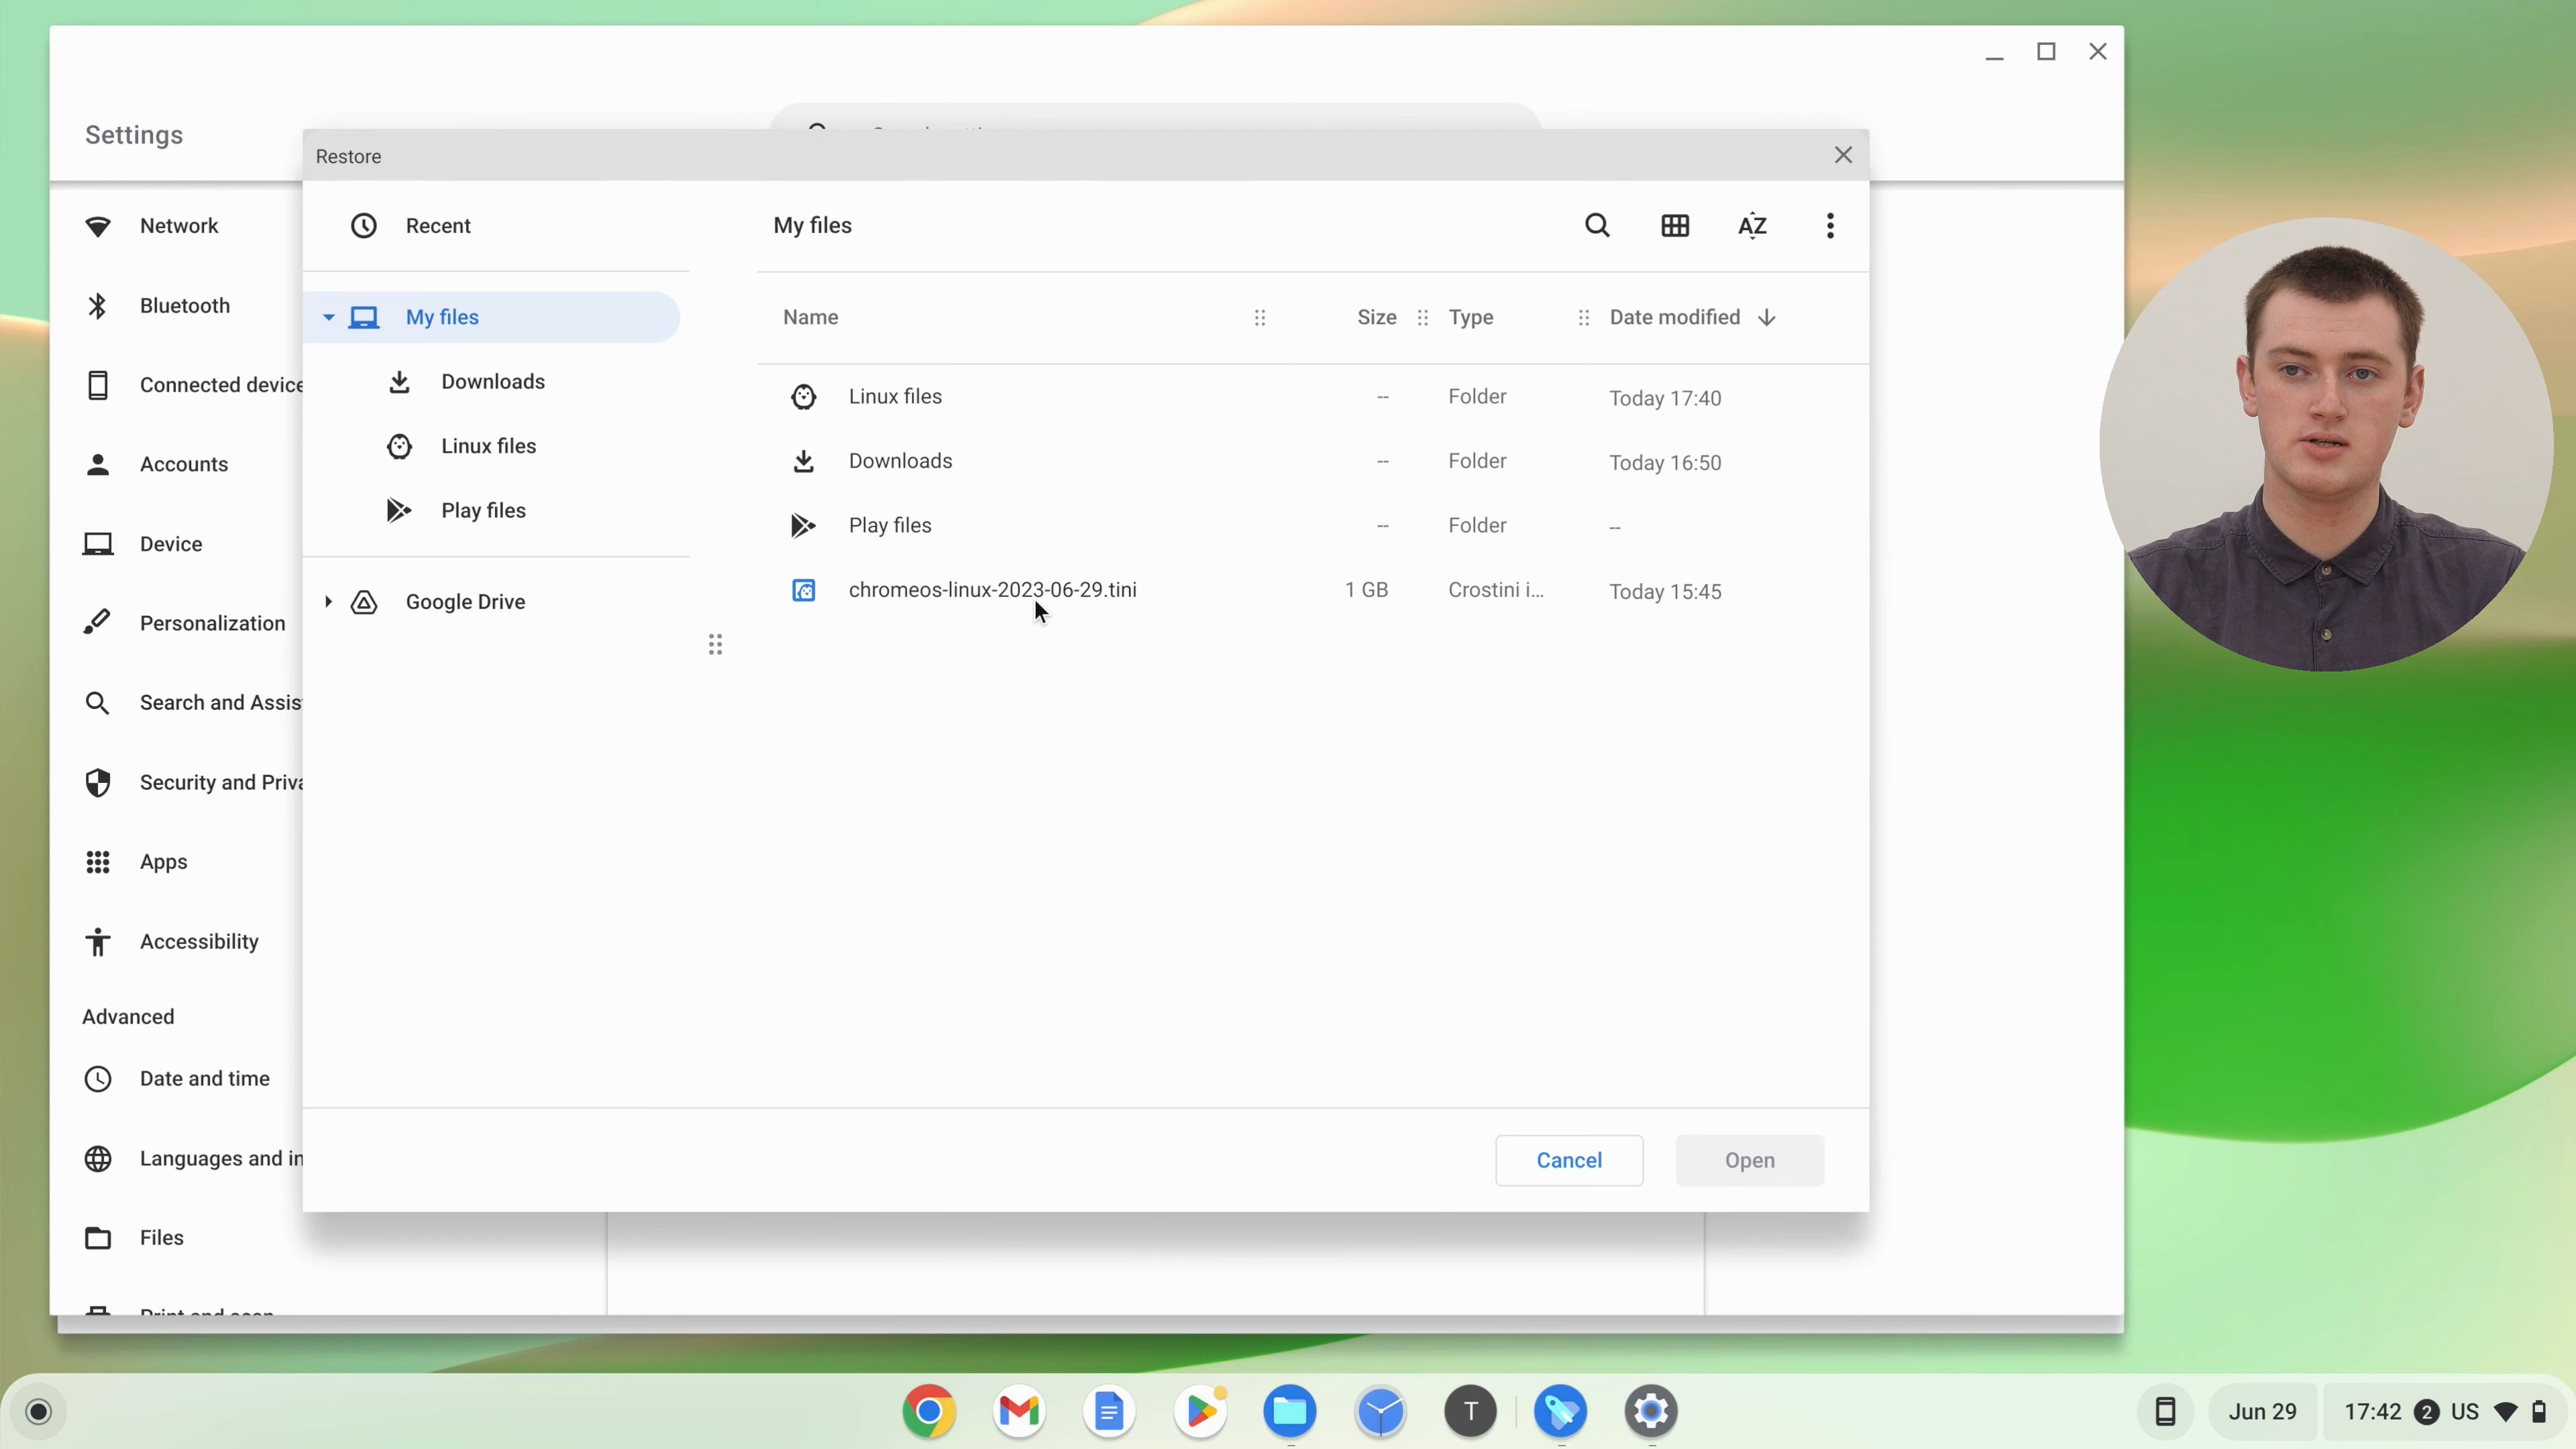 Settings
Restore
Recent
My files
Downloads
Linux files
Play files
Google Drive
My files
AZ
Name Size Type Date modified
Linux files -- Folder Today 17:40
Downloads -- Folder Today 16:50
Play files -- Folder --
chromeos-linux-2023-06-29.tini 1 GB Crostini i... Today 15:45
Cancel Open
Network
Bluetooth
Connected device
Accounts
Device
Personalization
Search and Assis
Security and Priva
Apps
Accessibility
Advanced
Date and time
Languages and in
Files
Print and scan
T
Jun 29
17:42 2 US